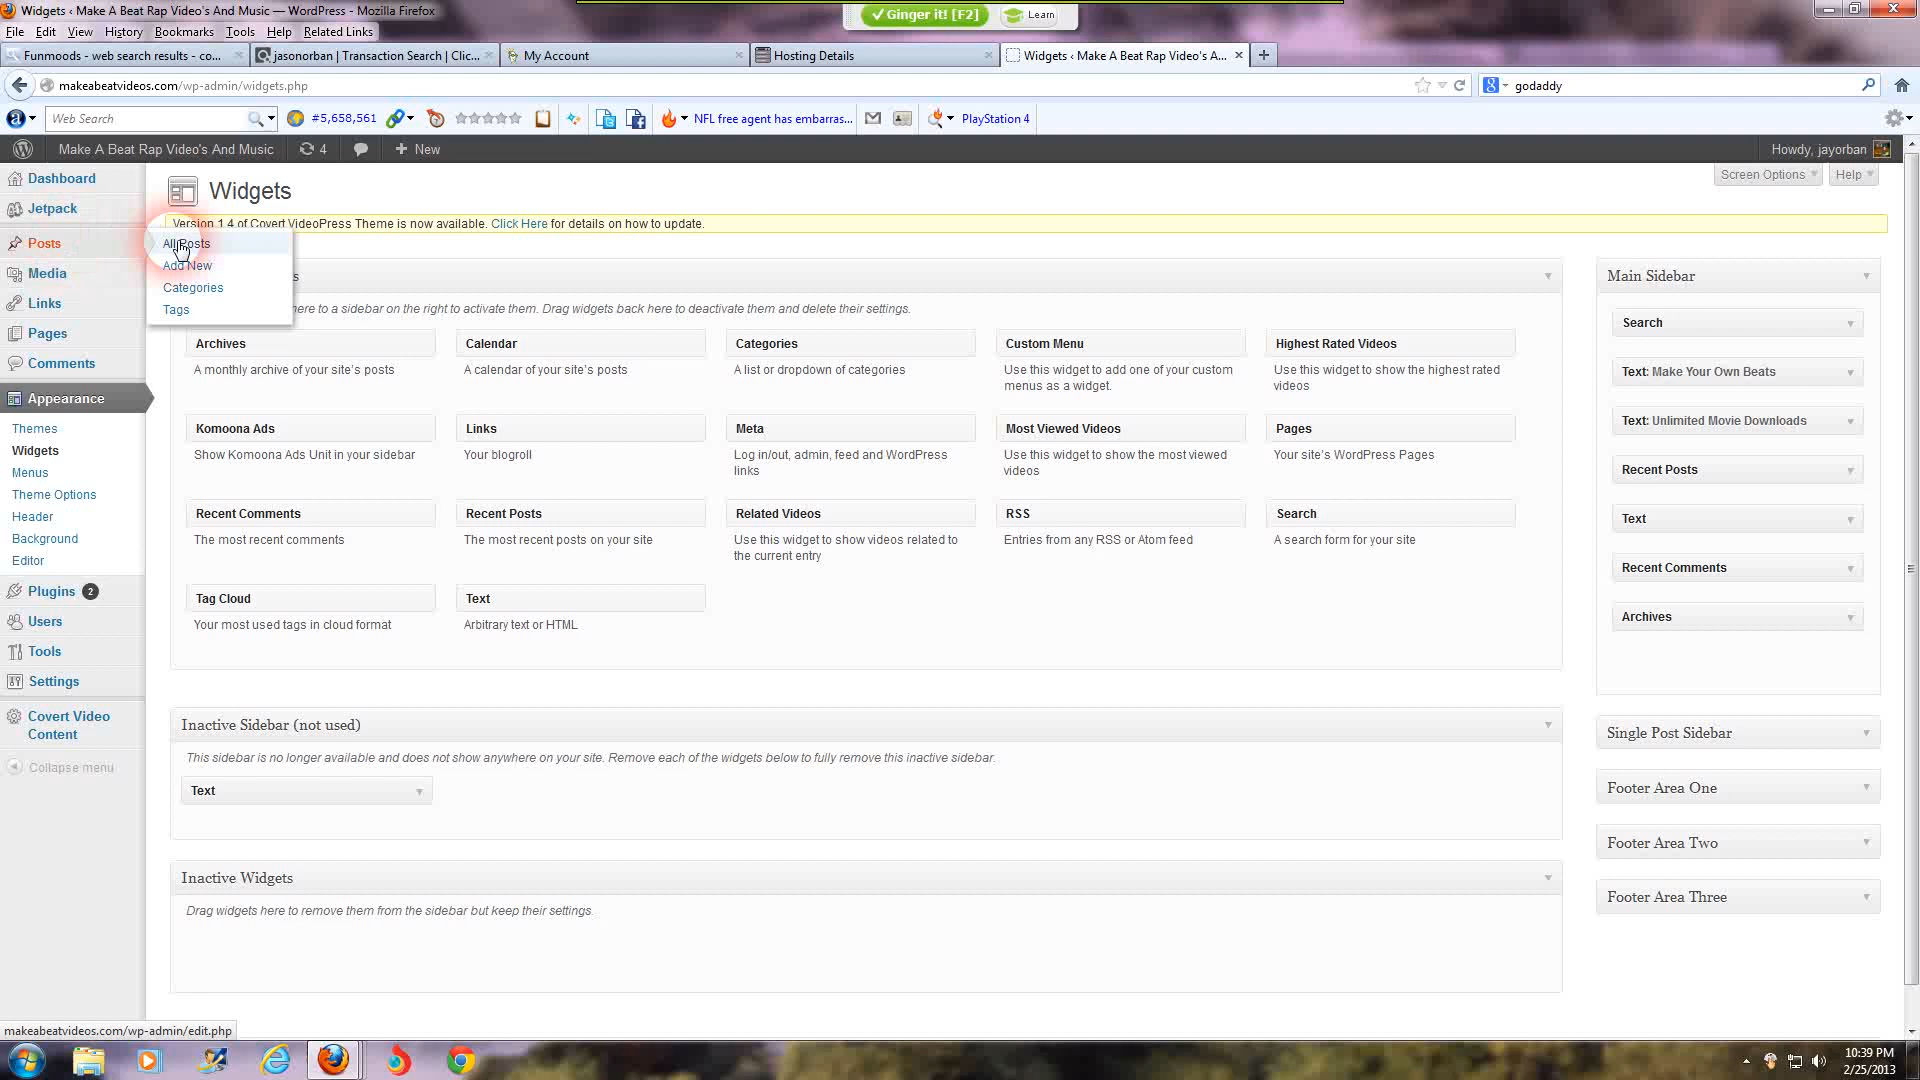 Widgets ‹ Make A Beat Rap Video's And Music — WordPress - Mozilla Firefox
Ginger it! [F2]
Learn
File Edit View History Bookmarks Tools Help Related Links
Funmoods - web search results - co...
jasonorban | Transaction Search | Clic...
My Account
Hosting Details
Widgets ‹ Make A Beat Rap Video's A...
makeabeatvideos.com/wp-admin/widgets.php
godaddy
Web Search
#5,658,561
NFL free agent has embarras...
PlayStation 4
Make A Beat Rap Video's And Music
4
New
Howdy, jayorban
Dashboard
Jetpack
Posts
Media
Links
Pages
Comments
Appearance
Themes
Widgets
Menus
Theme Options
Header
Background
Editor
Plugins 2
Users
Tools
Settings
Covert Video
Content
Collapse menu
All Posts
Add New
Categories
Tags
Widgets
Screen Options
Help
Version 1.4 of Covert VideoPress Theme is now available. Click Here for details on how to update.
s
here to a sidebar on the right to activate them. Drag widgets back here to deactivate them and delete their settings.
Archives
A monthly archive of your site's posts
Calendar
A calendar of your site's posts
Categories
A list or dropdown of categories
Custom Menu
Use this widget to add one of your custom
menus as a widget.
Highest Rated Videos
Use this widget to show the highest rated
videos
Komoona Ads
Show Komoona Ads Unit in your sidebar
Links
Your blogroll
Meta
Log in/out, admin, feed and WordPress
links
Most Viewed Videos
Use this widget to show the most viewed
videos
Pages
Your site's WordPress Pages
Recent Comments
The most recent comments
Recent Posts
The most recent posts on your site
Related Videos
Use this widget to show videos related to
the current entry
RSS
Entries from any RSS or Atom feed
Search
A search form for your site
Tag Cloud
Your most used tags in cloud format
Text
Arbitrary text or HTML
Inactive Sidebar (not used)
This sidebar is no longer available and does not show anywhere on your site. Remove each of the widgets below to fully remove this inactive sidebar.
Text
Inactive Widgets
Drag widgets here to remove them from the sidebar but keep their settings.
Main Sidebar
Search
Text: Make Your Own Beats
Text: Unlimited Movie Downloads
Recent Posts
Text
Recent Comments
Archives
Single Post Sidebar
Footer Area One
Footer Area Two
Footer Area Three
makeabeatvideos.com/wp-admin/edit.php
10:39 PM
2/25/2013